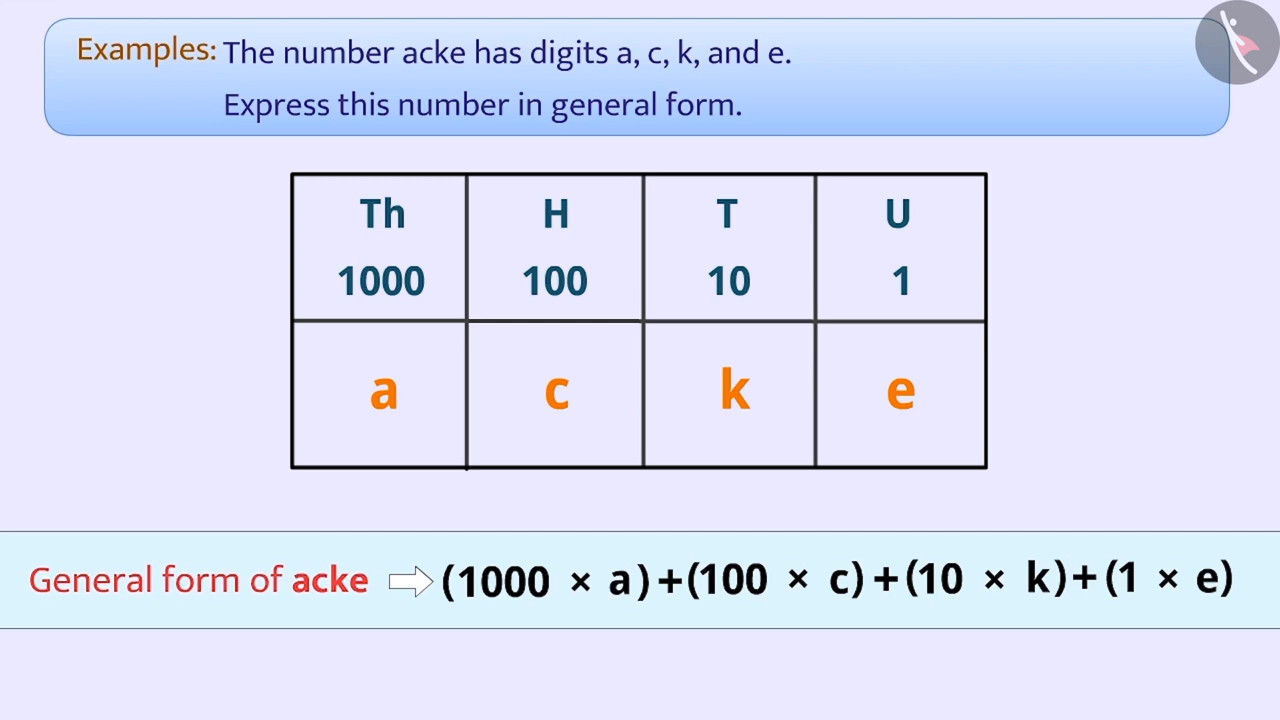 Examples: The number acke has digits a, c, k, and e.
Express this number in general form.
Th H T U
1000 100 10 1
a c k e
General form of acke ⇨ (1000 × a)+(100 × c)+(10 × k)+(1 × e)